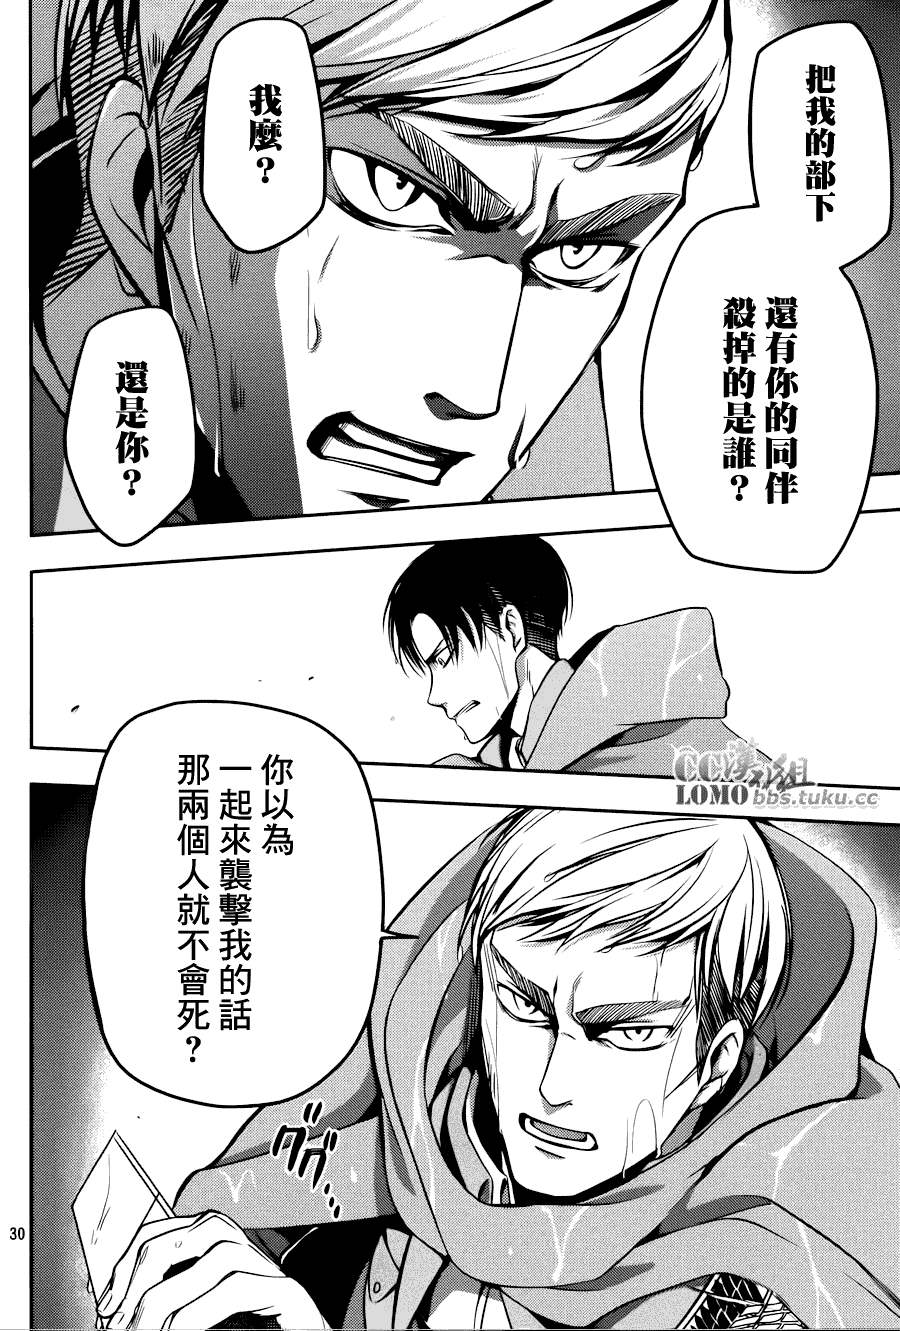 把我的部下
還有你的同伴
殺掉的是誰？
我麼？
還是你？
CC漢化組
LOMO bbs.tuku.cc
你以為
一起來襲擊我的話
那兩個人就不會死？
ググ…
30